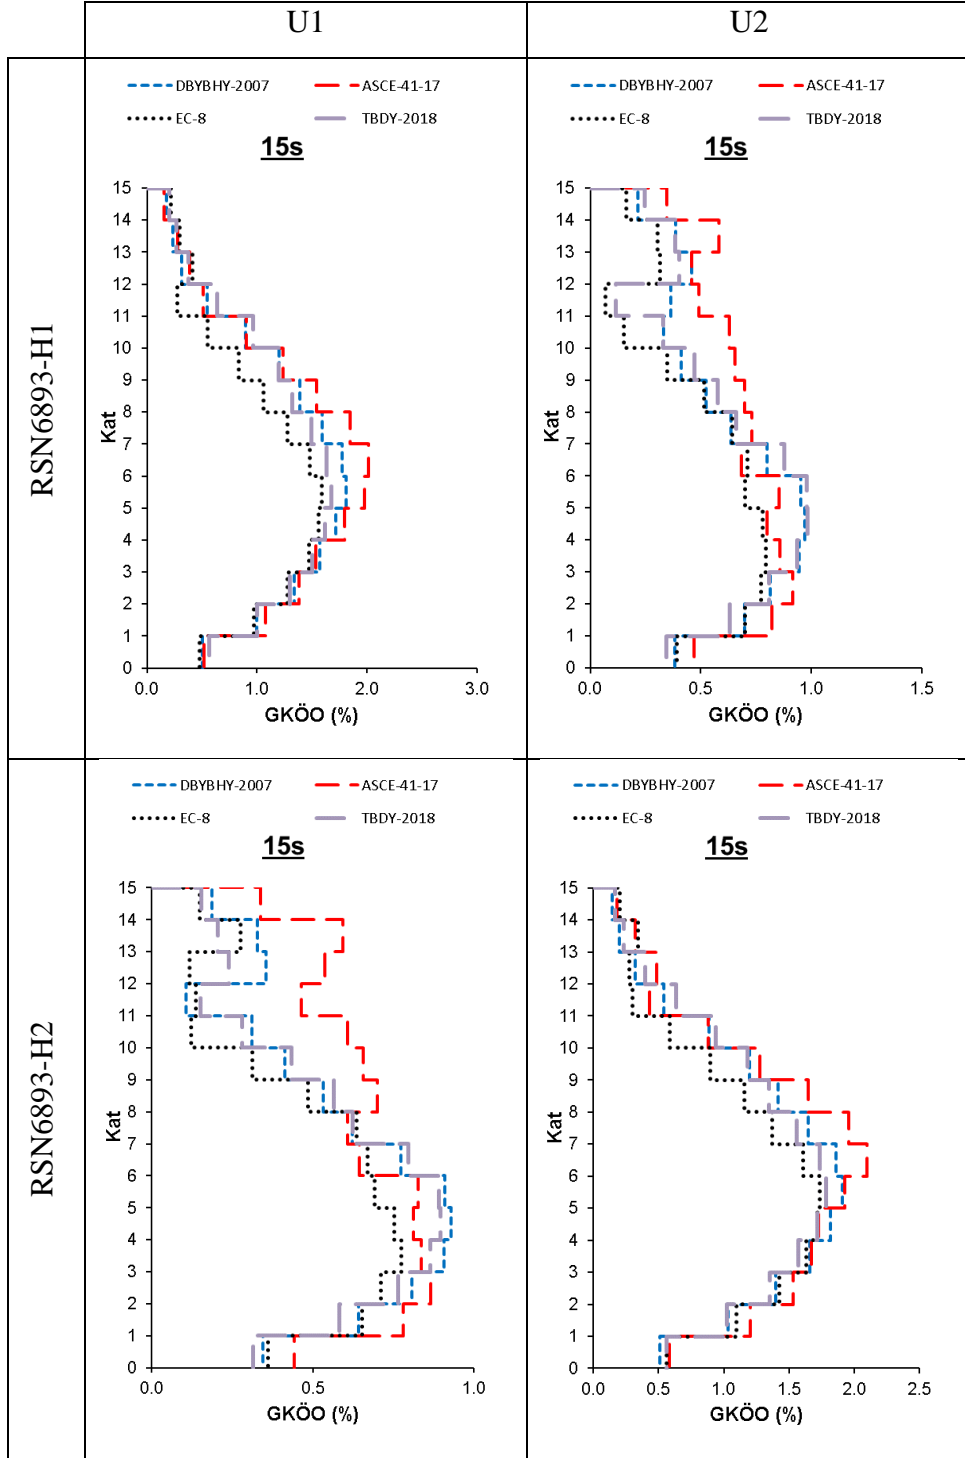 U1 U2
RSN6893-H1
DBYBHY-2007 ASCE-41-17
EC-8 TBDY-2018
15s
Kat
15
14
13
12
11
10
9
8
7
6
5
4
3
2
1
0
0.0 1.0 2.0 3.0
GKÖO (%)
DBYBHY-2007 ASCE-41-17
EC-8 TBDY-2018
15s
Kat
15
14
13
12
11
10
9
8
7
6
5
4
3
2
1
0
0.0 0.5 1.0 1.5
GKÖO (%)
RSN6893-H2
DBYBHY-2007 ASCE-41-17
EC-8 TBDY-2018
15s
Kat
15
14
13
12
11
10
9
8
7
6
5
4
3
2
1
0
0.0 0.5 1.0
GKÖO (%)
DBYBHY-2007 ASCE-41-17
EC-8 TBDY-2018
15s
Kat
15
14
13
12
11
10
9
8
7
6
5
4
3
2
1
0
0.0 0.5 1.0 1.5 2.0 2.5
GKÖO (%)